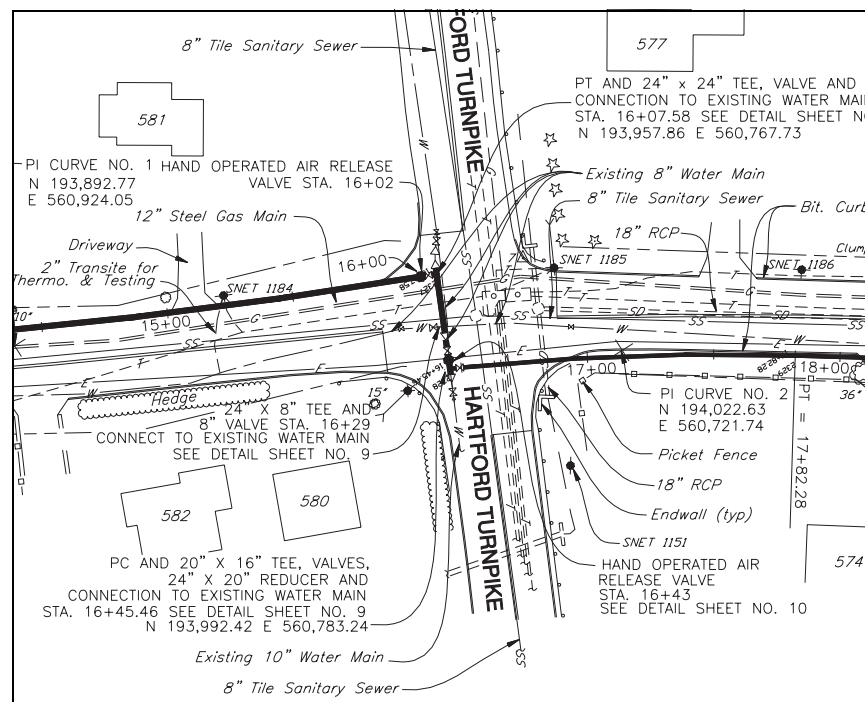 8" Tile Sanitary Sewer
FORD TURNPIKE
577
581
PT AND 24" x 24" TEE, VALVE AND
CONNECTION TO EXISTING WATER MAI
STA. 16+07.58 SEE DETAIL SHEET N
N 193,957.86 E 560,767.73
PI CURVE NO. 1
N 193,892.77
E 560,924.05
HAND OPERATED AIR RELEASE
VALVE STA. 16+02
12" Steel Gas Main
Driveway
2" Transite for
Thermo. & Testing
SNET 1184
16+00
15+00
10"
Existing 8" Water Main
8" Tile Sanitary Sewer
18" RCP
Bit. Curb
Clum
SNET 1185
SNET 1186
G
T
SS
W
E
SD
Hedge
15"
24" X 8" TEE AND
8" VALVE STA. 16+29
CONNECT TO EXISTING WATER MAIN
SEE DETAIL SHEET NO. 9
17+00
18+00
36"
PI CURVE NO. 2
N 194,022.63
E 560,721.74
PT = 17+82.28
Picket Fence
18" RCP
Endwall (typ)
SNET 1151
HARTFORD TURNPIKE
582
580
574
PC AND 20" X 16" TEE, VALVES,
24" X 20" REDUCER AND
CONNECTION TO EXISTING WATER MAIN
STA. 16+45.46 SEE DETAIL SHEET NO. 9
N 193,992.42 E 560,783.24
HAND OPERATED AIR
RELEASE VALVE
STA. 16+43
SEE DETAIL SHEET NO. 10
Existing 10" Water Main
8" Tile Sanitary Sewer
SS